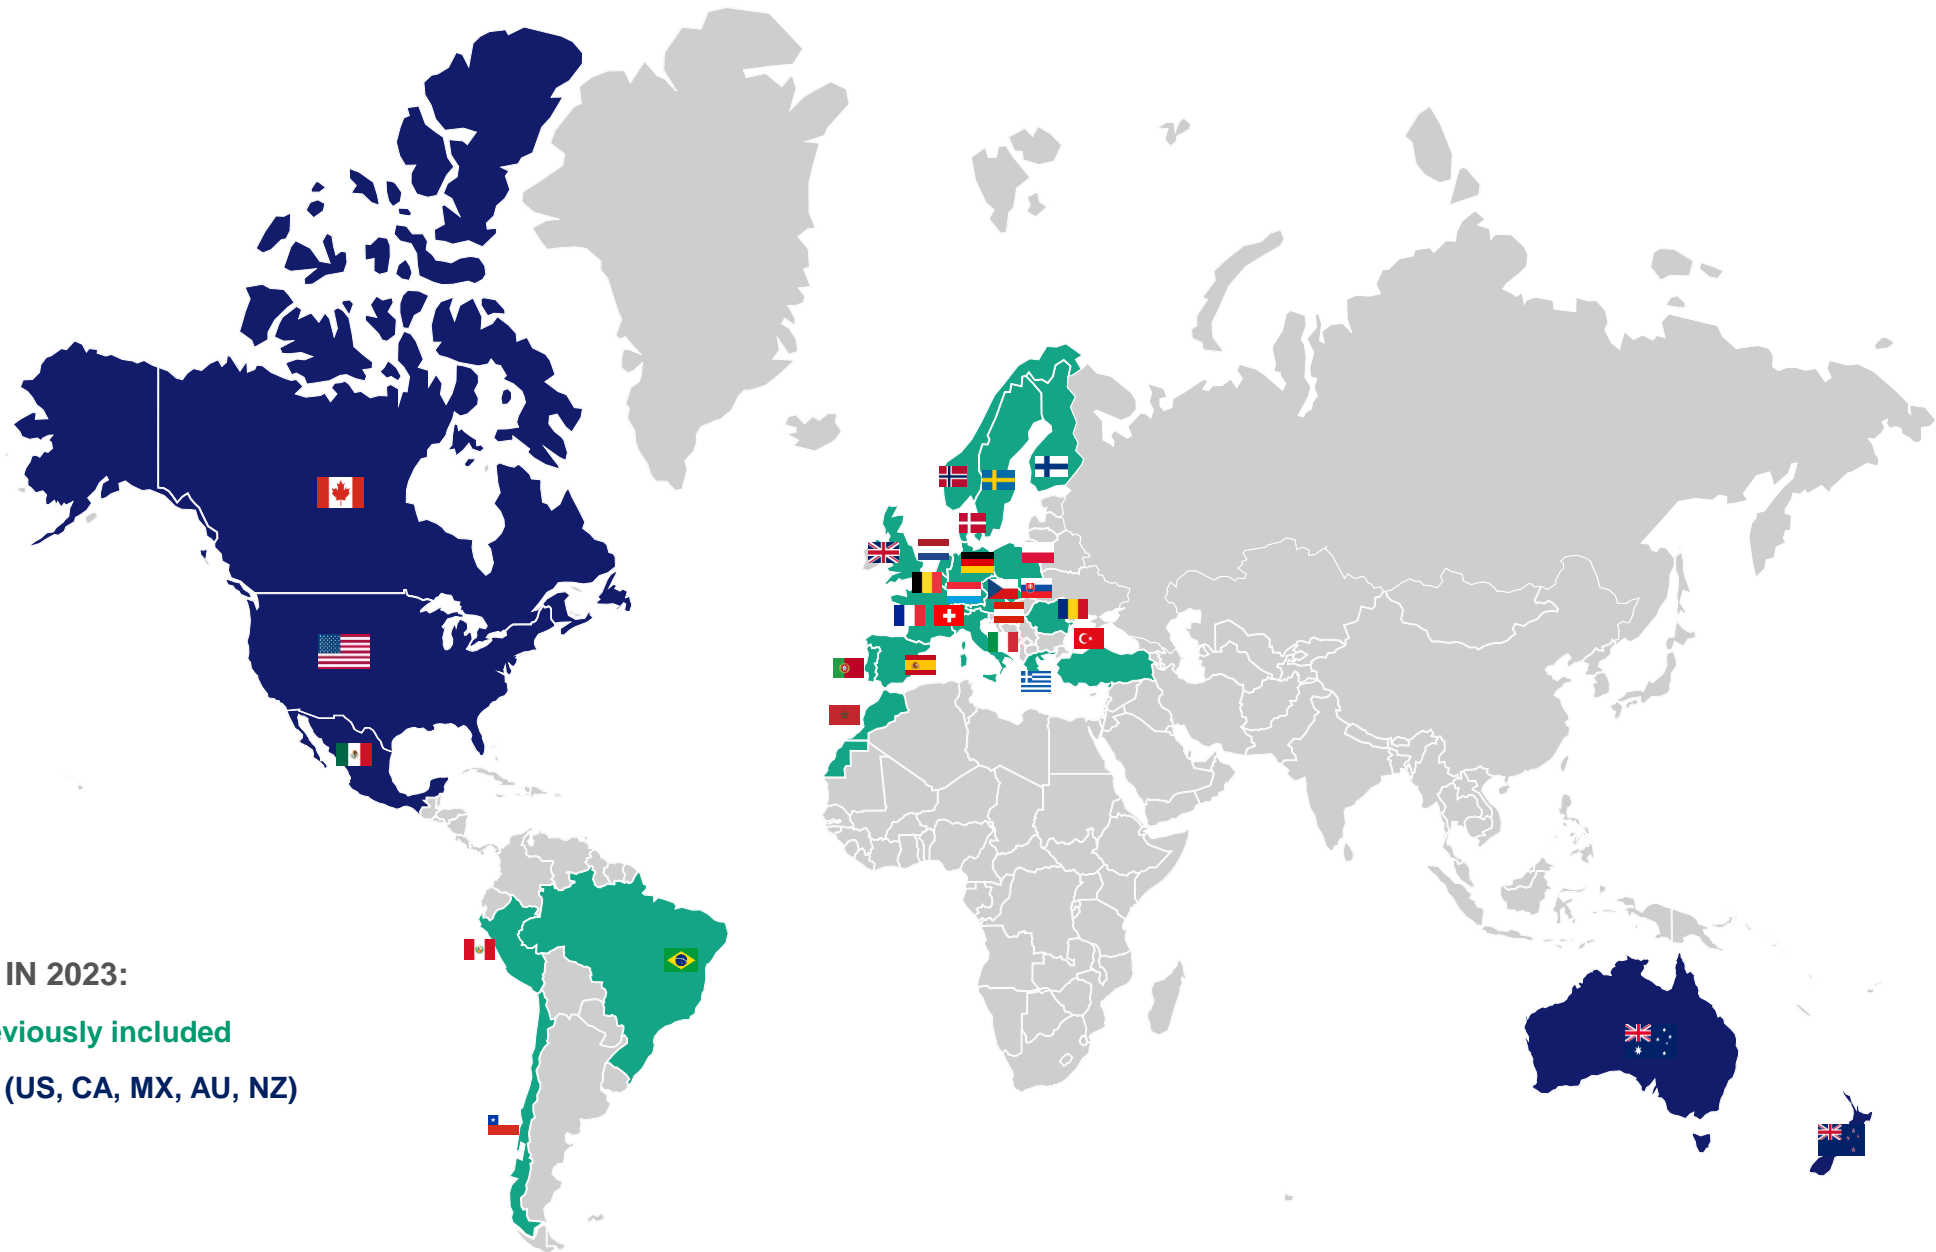 IN 2023:
eviously included
(US, CA, MX, AU, NZ)